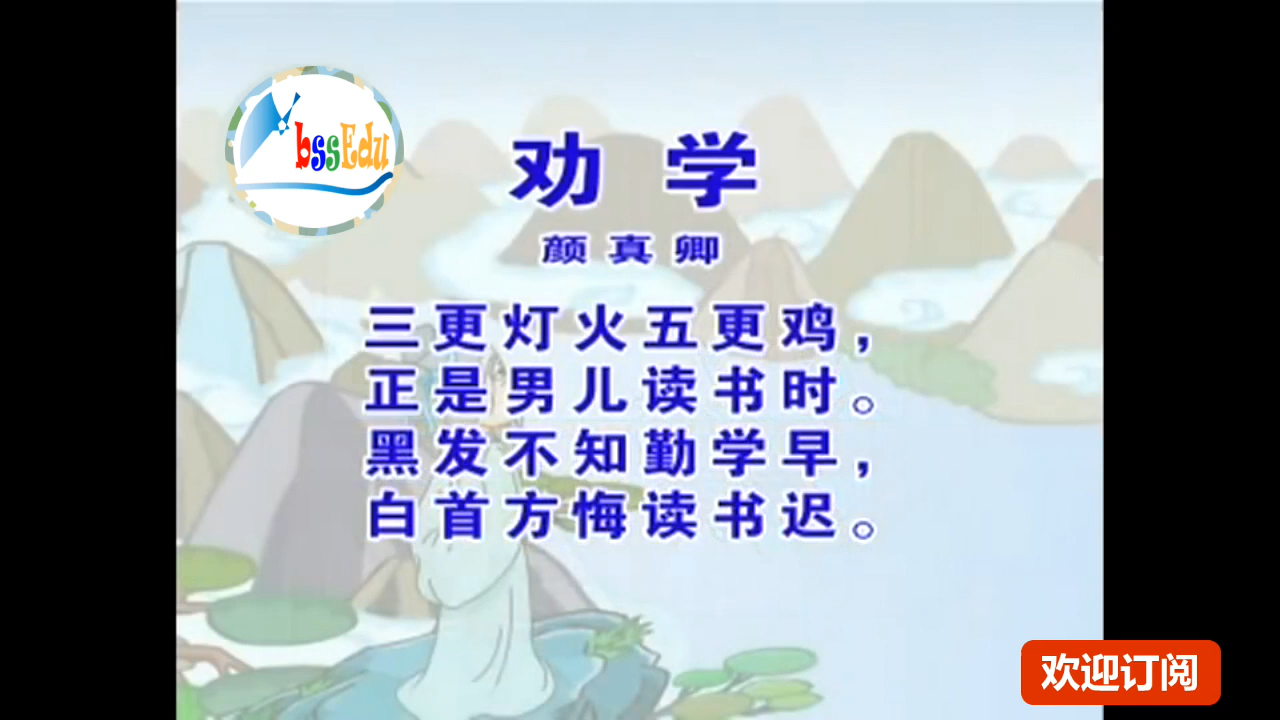 bssEdu
劝 学
颜真卿
三更灯火五更鸡，
正是男儿读书时。
黑发不知勤学早，
白首方悔读书迟。
欢迎订阅